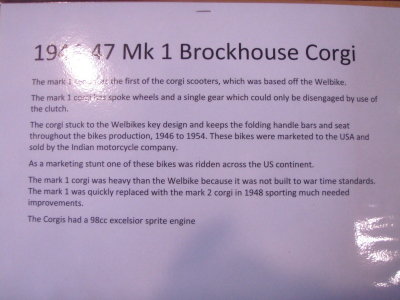 47 Mk 1 Brockhouse Corgi
The mark the first of the corgi scooters, which was based off the Welbike.
The mark 1 corgi has spoke wheels and a single gear which could only be disengaged by use of
the clutch.
The corgi stuck to the Welbikes key design and keeps the folding handle bars and seat
throughout the bikes production, 1946 to 1954. These bikes were marketed to the USA and
sold by the Indian motorcycle company.
As a marketing stunt one of these bikes was ridden across the US continent.
The mark 1 corgi was heavy than the Welbike because it was not built to war time standards.
The mark 1 was quickly replaced with the mark 2 corgi in 1948 sporting much needed
improvements.
The Corgis had a 98cc excelsior sprite engine